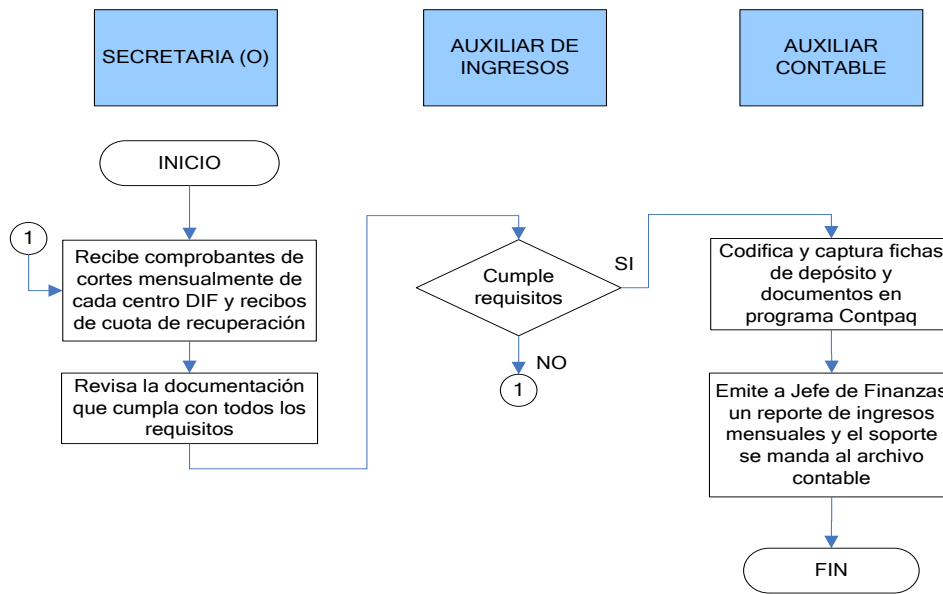 SECRETARIA (O)
AUXILIAR DE
INGRESOS
AUXILIAR
CONTABLE
INICIO
1
Recibe comprobantes de
cortes mensualmente de
cada centro DIF y recibos
de cuota de recuperación
Revisa la documentación
que cumpla con todos los
requisitos
Cumple
requisitos
SI
NO
1
Codifica y captura fichas
de depósito y
documentos en
programa Contpaq
Emite a Jefe de Finanzas
un reporte de ingresos
mensuales y el soporte
se manda al archivo
contable
FIN